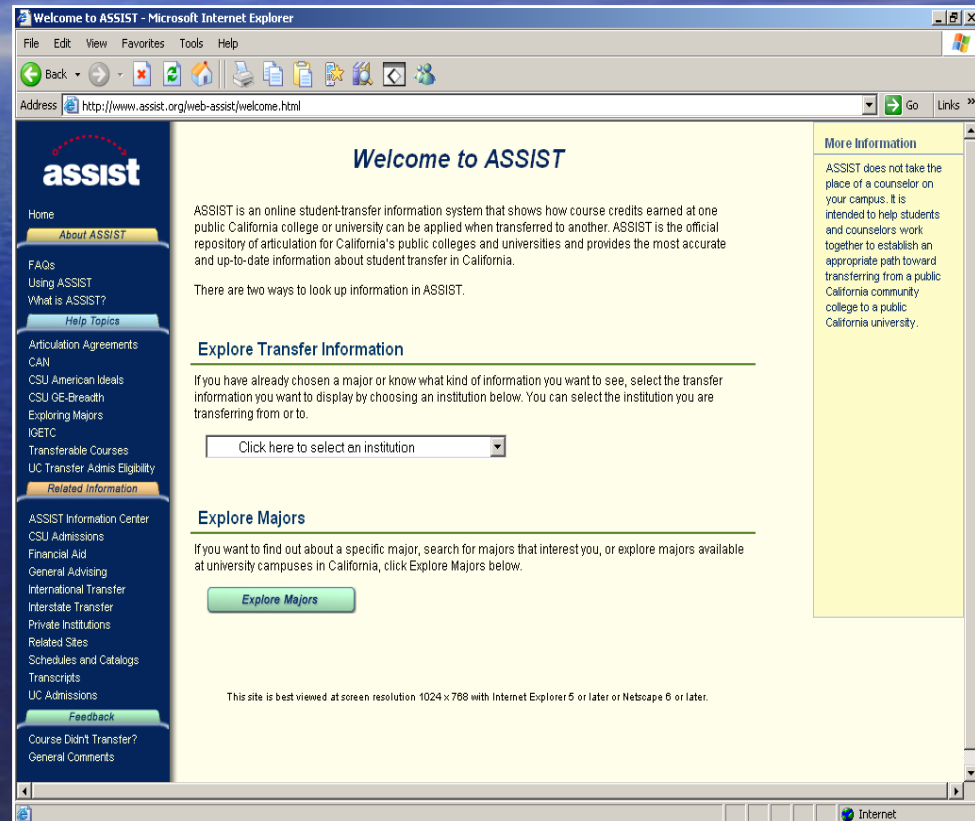 Welcome to ASSIST - Microsoft Internet Explorer
File Edit View Favorites Tools Help
Back
Address http://www.assist.org/web-assist/welcome.html Go Links »
assist
Home
About ASSIST
FAQs
Using ASSIST
What is ASSIST?
Help Topics
Articulation Agreements
CAN
CSU American Ideals
CSU GE-Breadth
Exploring Majors
IGETC
Transferable Courses
UC Transfer Admis Eligibility
Related Information
ASSIST Information Center
CSU Admissions
Financial Aid
General Advising
International Transfer
Interstate Transfer
Private Institutions
Related Sites
Schedules and Catalogs
Transcripts
UC Admissions
Feedback
Course Didn't Transfer?
General Comments
Welcome to ASSIST
ASSIST is an online student-transfer information system that shows how course credits earned at one
public California college or university can be applied when transferred to another. ASSIST is the official
repository of articulation for California's public colleges and universities and provides the most accurate
and up-to-date information about student transfer in California.
There are two ways to look up information in ASSIST.
Explore Transfer Information
If you have already chosen a major or know what kind of information you want to see, select the transfer
information you want to display by choosing an institution below. You can select the institution you are
transferring from or to.
Click here to select an institution
Explore Majors
If you want to find out about a specific major, search for majors that interest you, or explore majors available
at university campuses in California, click Explore Majors below.
Explore Majors
This site is best viewed at screen resolution 1024 x 768 with Internet Explorer 5 or later or Netscape 6 or later.
More Information
ASSIST does not take the
place of a counselor on
your campus. It is
intended to help students
and counselors work
together to establish an
appropriate path toward
transferring from a public
California community
college to a public
California university.
Internet